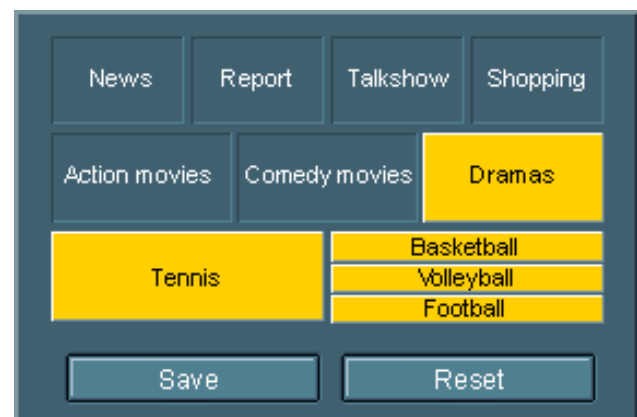 News Report Talkshow Shopping
Action movies Comedy movies Dramas
Tennis
Basketball
Volleyball
Football
Save Reset